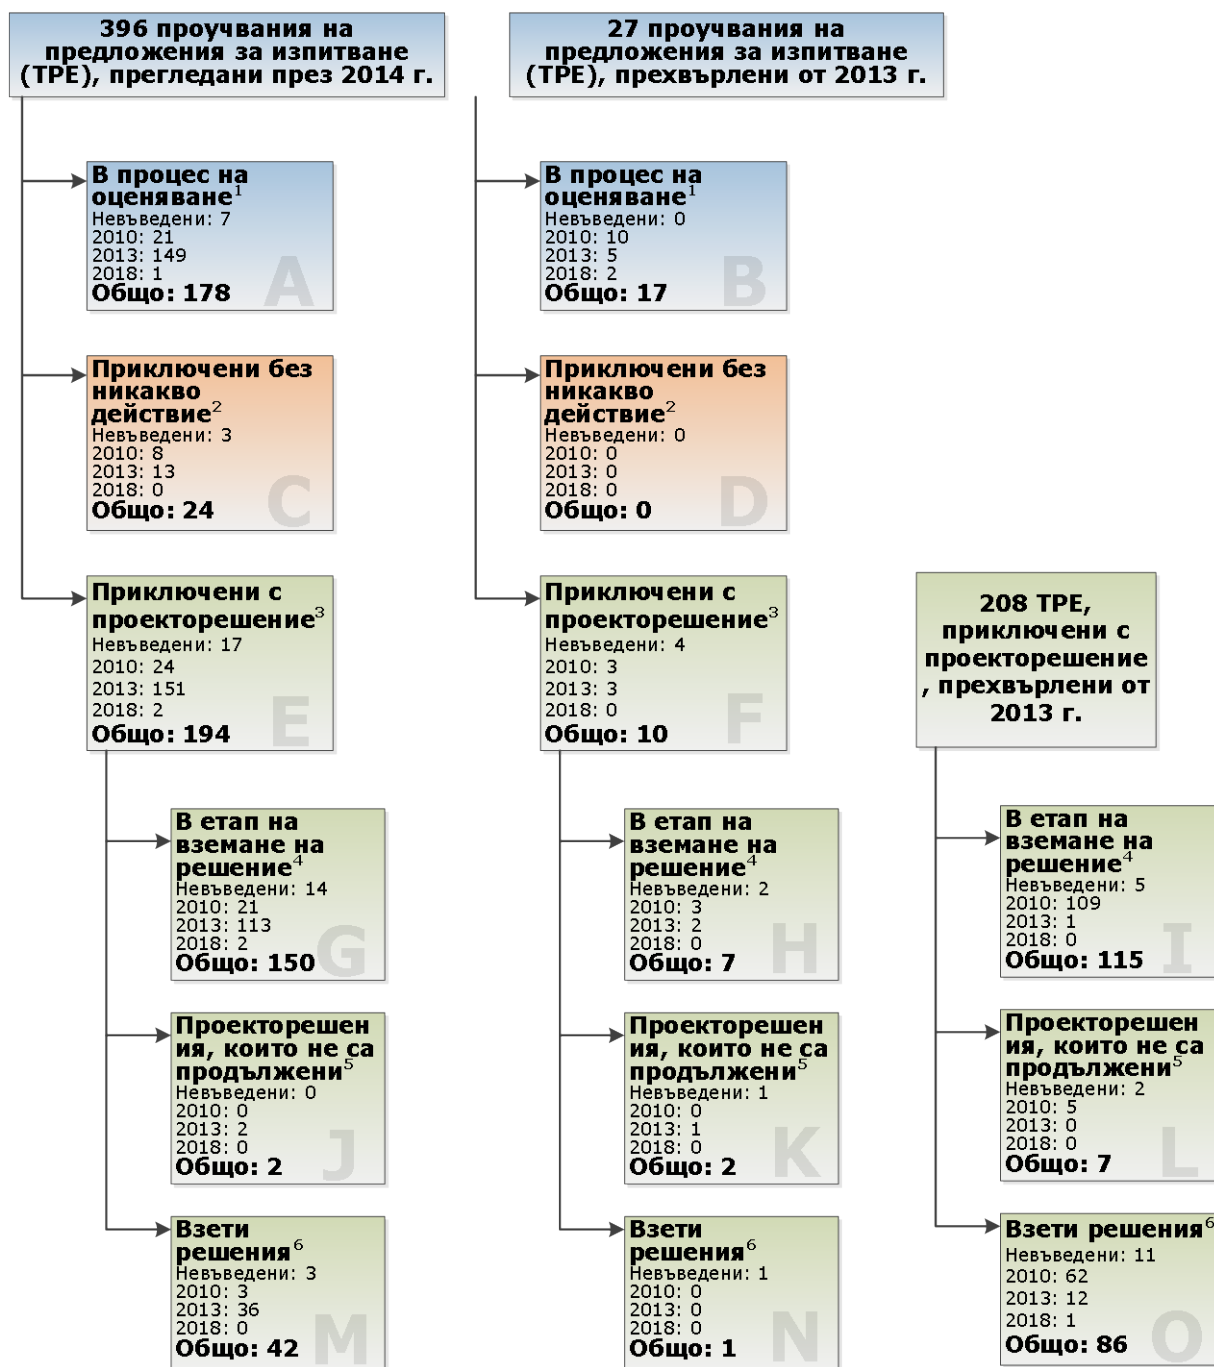 396 проучвания на
предложения за изпитване
(ТРЕ), прегледани през 2014 г.
27 проучвания на
предложения за изпитване
(ТРЕ), прехвърлени от 2013 г.
В процес на
оценяване1
Невъведени: 7
2010: 21
2013: 149
2018: 1
Общо: 178
A
В процес на
оценяване1
Невъведени: 0
2010: 10
2013: 5
2018: 2
Общо: 17
B
Приключени без
никакво
действие2
Невъведени: 3
2010: 8
2013: 13
2018: 0
Общо: 24
C
Приключени без
никакво
действие2
Невъведени: 0
2010: 0
2013: 0
2018: 0
Общо: 0
D
Приключени с
проекторешение3
Невъведени: 17
2010: 24
2013: 151
2018: 2
Общо: 194
E
Приключени с
проекторешение3
Невъведени: 4
2010: 3
2013: 3
2018: 0
Общо: 10
F
208 ТРЕ,
приключени с
проекторешение
, прехвърлени от
2013 г.
В етап на
вземане на
решение4
Невъведени: 14
2010: 21
2013: 113
2018: 2
Общо: 150
G
В етап на
вземане на
решение4
Невъведени: 2
2010: 3
2013: 2
2018: 0
Общо: 7
H
В етап на
вземане на
решение4
Невъведени: 5
2010: 109
2013: 1
2018: 0
Общо: 115
I
Проекторешен
ия, които не са
продължени5
Невъведени: 0
2010: 0
2013: 2
2018: 0
Общо: 2
J
Проекторешен
ия, които не са
продължени5
Невъведени: 1
2010: 0
2013: 1
2018: 0
Общо: 2
K
Проекторешен
ия, които не са
продължени5
Невъведени: 2
2010: 5
2013: 0
2018: 0
Общо: 7
L
Взети
решения6
Невъведени: 3
2010: 3
2013: 36
2018: 0
Общо: 42
M
Взети
решения6
Невъведени: 1
2010: 0
2013: 0
2018: 0
Общо: 1
N
Взети решения6
Невъведени: 11
2010: 62
2013: 12
2018: 1
Общо: 86
O